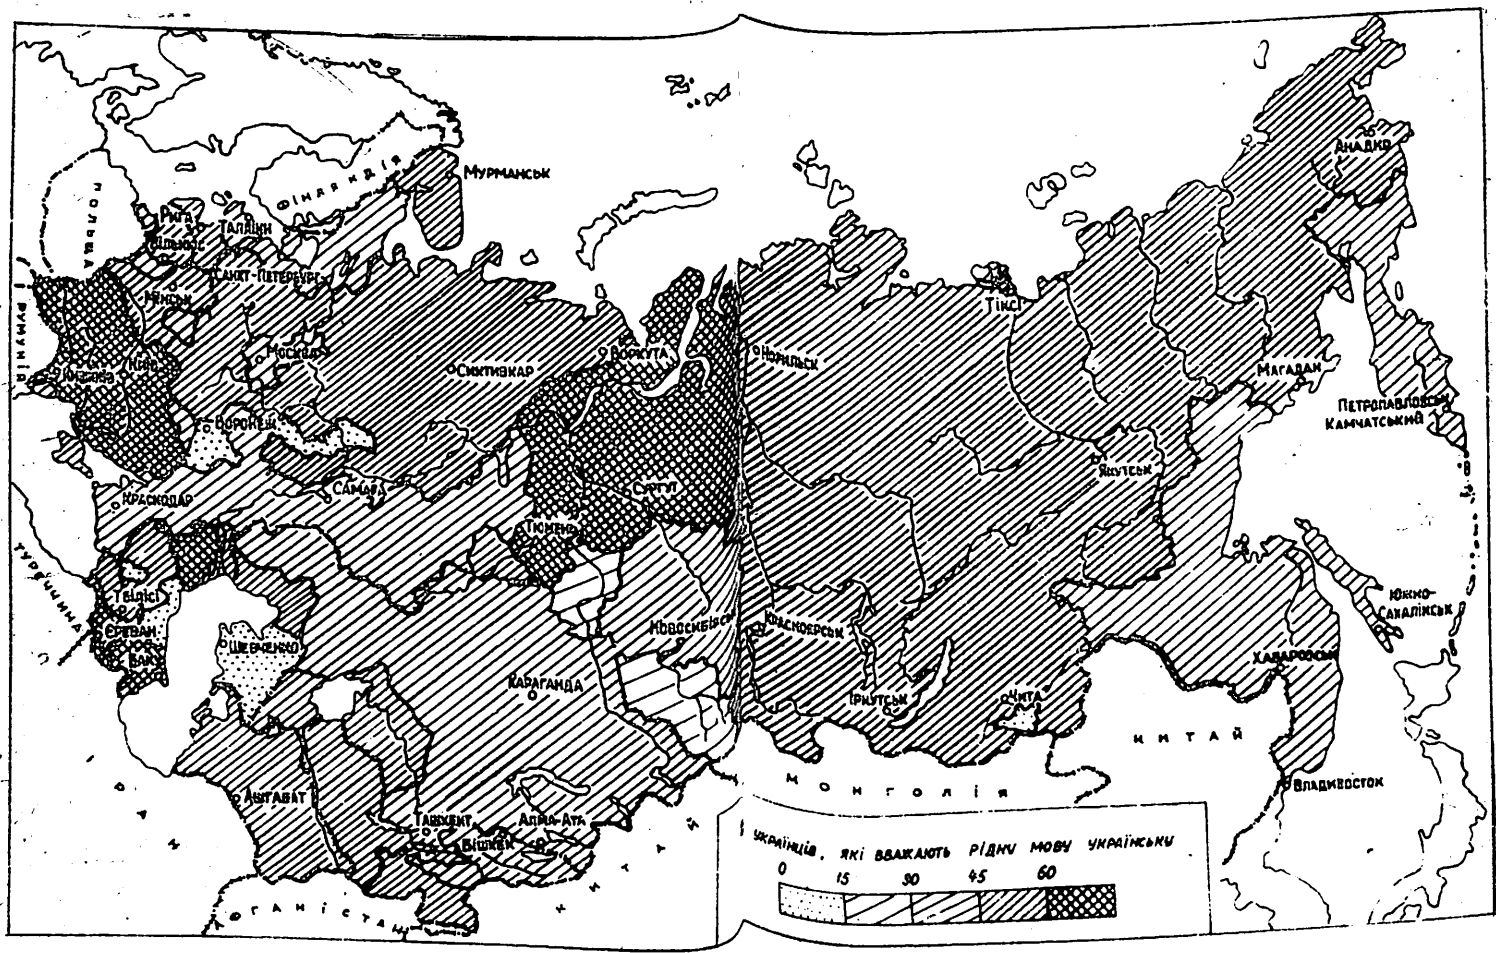 ФІНЛЯНДІЯ
МУРМАНСЬК
АНАДИР
ПОЛЬЩА
РИГА
ТАЛЛІНН
ВІЛЬНЮС
САНКТ-ПЕТЕРБУРГ
МІНСЬК
І РУМУНІЯ
ТІКСІ
МОСКВА
ВОРКУТА
НОРИЛЬСК
КИЇВ
КИШИНІВ
СИКТИВКАР
МАГАДАН
ПЕТРОПАВЛОВСЬК
КАМЧАТСЬКИЙ
ВОРОНЕЖ
ЯКУТСЬК
САМАРА
СУРГУТ
КРАСНОДАР
ТЮМЕНЬ
ТУРЕЧЧИНА
ТБІЛІСІ
ЮЖНО-
САХАЛІНСЬК
ЄРЕВАН
НОВОСИБІРСЬК
КРАСНОЯРСЬК
БАКУ
ШЕВЧЕНКО
ХАБАРОВСЬК
КАРАГАНДА
ІРКУТСЬК
ЧИТА
КИТАЙ
МОНГОЛІЯ
ВЛАДИВОСТОК
ІРАН
АШГАБАТ
ТАШКЕНТ
АЛМА-АТА
БІШКЕК
КИТАЙ
АФГАНІСТАН
УКРАЇНЦІВ, ЯКІ ВВАЖАЮТЬ РІДНУ МОВУ УКРАЇНСЬКУ
0 15 30 45 60